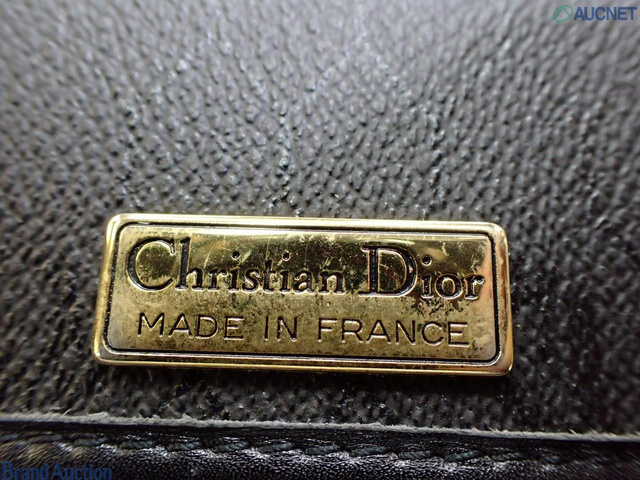 AUCNET
Christian Dior
MADE IN FRANCE
Brand Auction